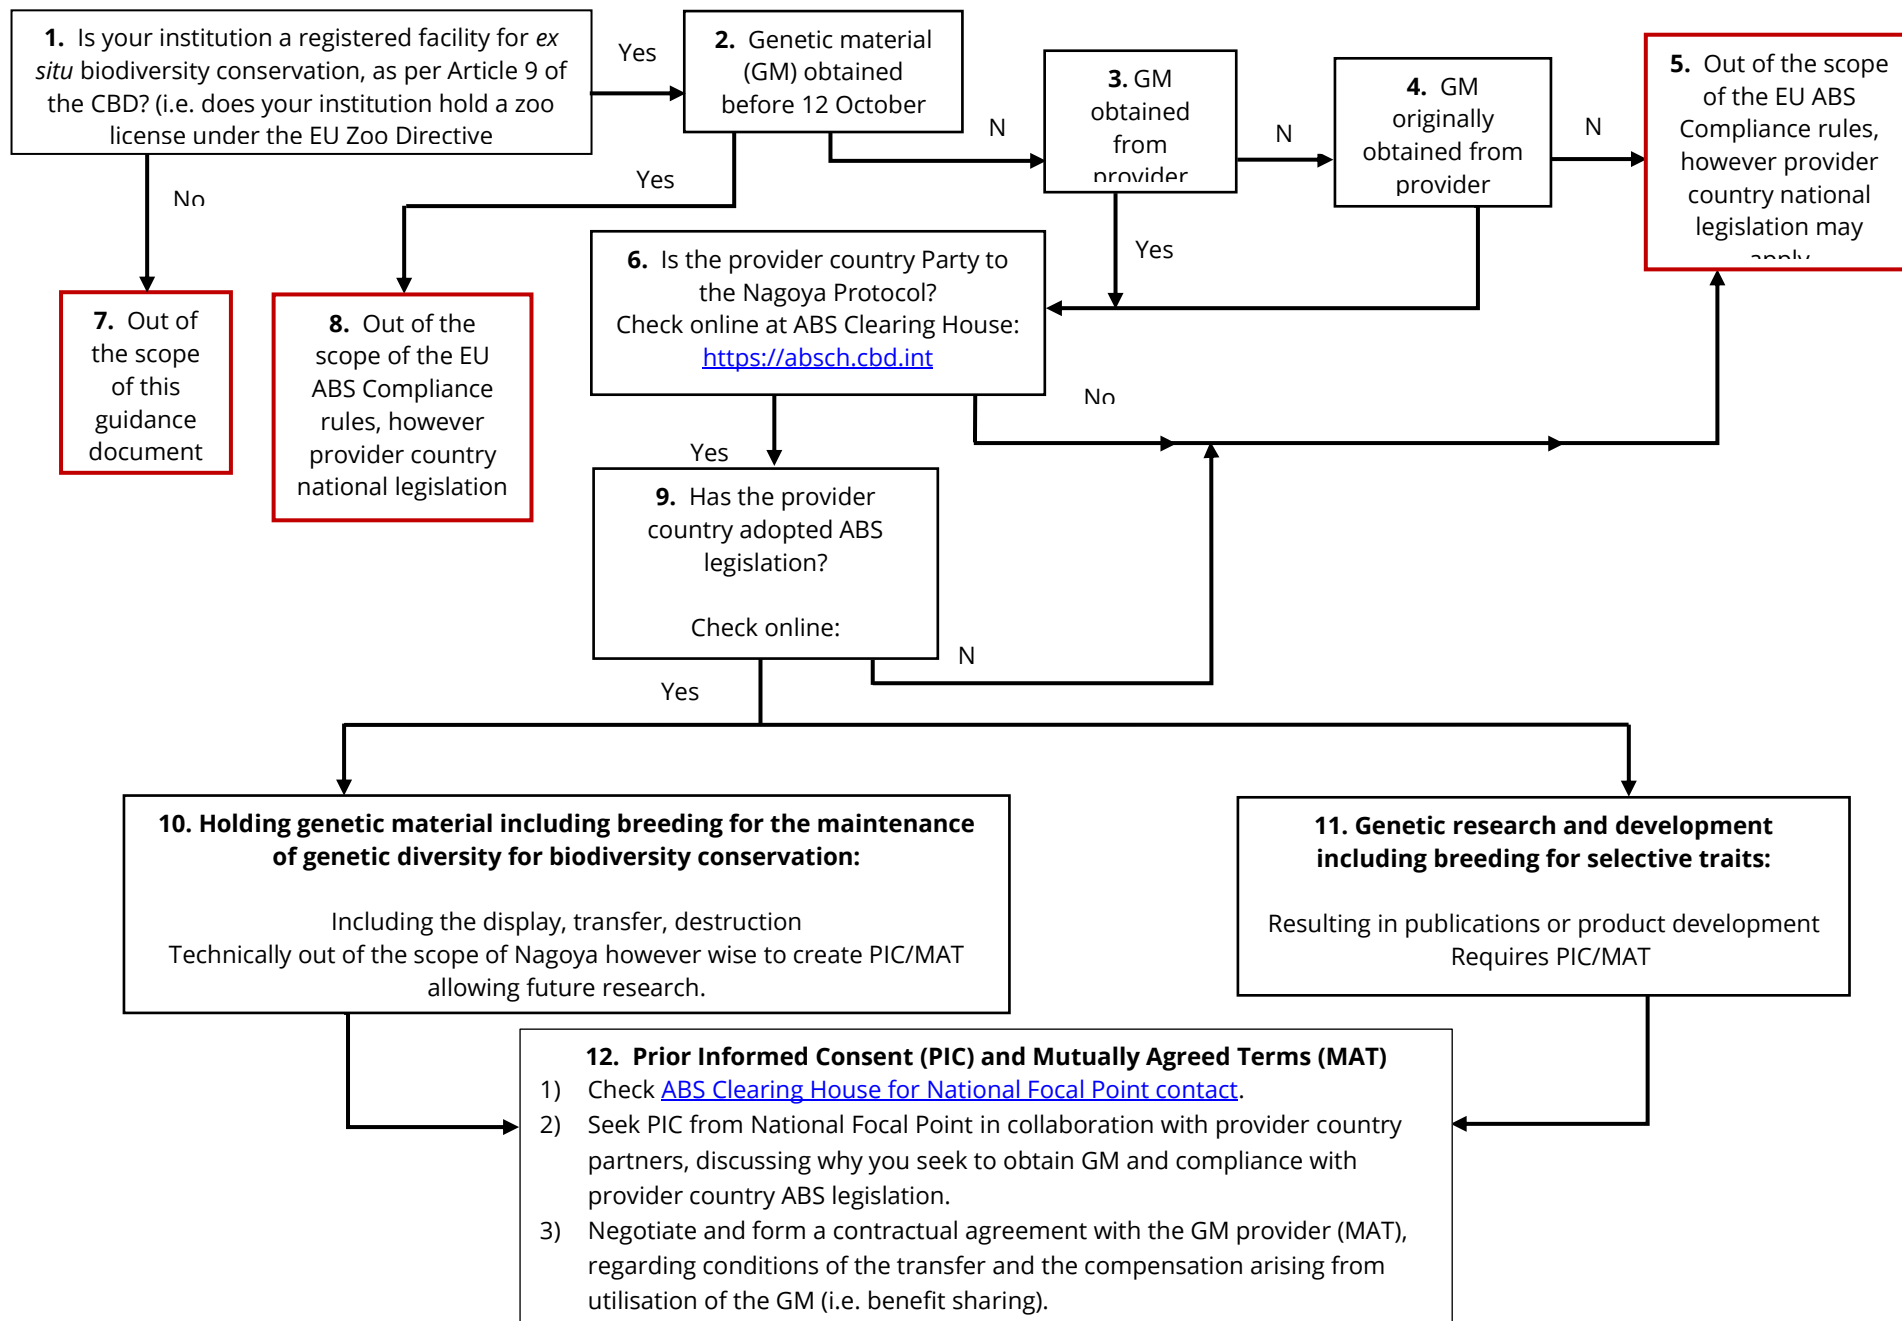 1. Is your institution a registered facility for ex
situ biodiversity conservation, as per Article 9 of
the CBD? (i.e. does your institution hold a zoo
license under the EU Zoo Directive
Yes
2. Genetic material
(GM) obtained
before 12 October
N
3. GM
obtained
from
provider
N
4. GM
originally
obtained from
provider
N
5. Out of the scope
of the EU ABS
Compliance rules,
however provider
country national
legislation may
apply
No
Yes
Yes
6. Is the provider country Party to
the Nagoya Protocol?
Check online at ABS Clearing House:
https://absch.cbd.int
7. Out of
the scope
of this
guidance
document
8. Out of the
scope of the EU
ABS Compliance
rules, however
provider country
national legislation
No
Yes
9. Has the provider
country adopted ABS
legislation?
Check online:
N
Yes
10. Holding genetic material including breeding for the maintenance
of genetic diversity for biodiversity conservation:
Including the display, transfer, destruction
Technically out of the scope of Nagoya however wise to create PIC/MAT
allowing future research.
11. Genetic research and development
including breeding for selective traits:
Resulting in publications or product development
Requires PIC/MAT
12. Prior Informed Consent (PIC) and Mutually Agreed Terms (MAT)
1) Check ABS Clearing House for National Focal Point contact.
2) Seek PIC from National Focal Point in collaboration with provider country
partners, discussing why you seek to obtain GM and compliance with
provider country ABS legislation.
3) Negotiate and form a contractual agreement with the GM provider (MAT),
regarding conditions of the transfer and the compensation arising from
utilisation of the GM (i.e. benefit sharing).